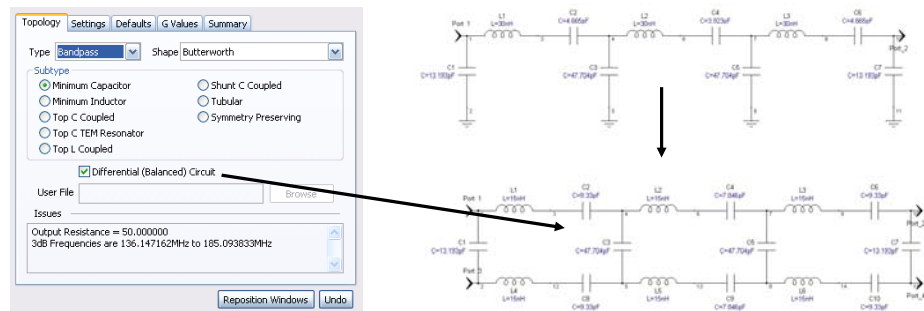 Topology Settings Defaults G Values Summary
Type Bandpass Shape Butterworth
Subtype
Minimum Capacitor
Minimum Inductor
Top C Coupled
Top C TEM Resonator
Top L Coupled
Shunt C Coupled
Tubular
Symmetry Preserving
Differential (Balanced) Circuit
User File Browse
Issues
Output Resistance = 50.000000
3dB Frequencies are 136.147162MHz to 185.093833MHz
Reposition Windows Undo
Port 1
L1
L=30nH
C2
C=4.665pF
L2
L=30nH
C4
C=3.923pF
L3
L=30nH
C6
C=4.665pF
Port_2
C1
C=13.193pF
C3
C=47.704pF
C5
C=47.704pF
C7
C=13.193pF
Port 1
L1
L=15nH
C2
C=9.33pF
L2
L=15nH
C4
C=7.846pF
L3
L=15nH
C6
C=9.33pF
C1
C=13.193pF
C3
C=47.704pF
C5
C=47.704pF
C7
C=13.193pF
L4
L=15nH
C8
C=9.33pF
L5
L=15nH
C9
C=7.846pF
L6
L=15nH
C10
C=9.33pF
Port_4